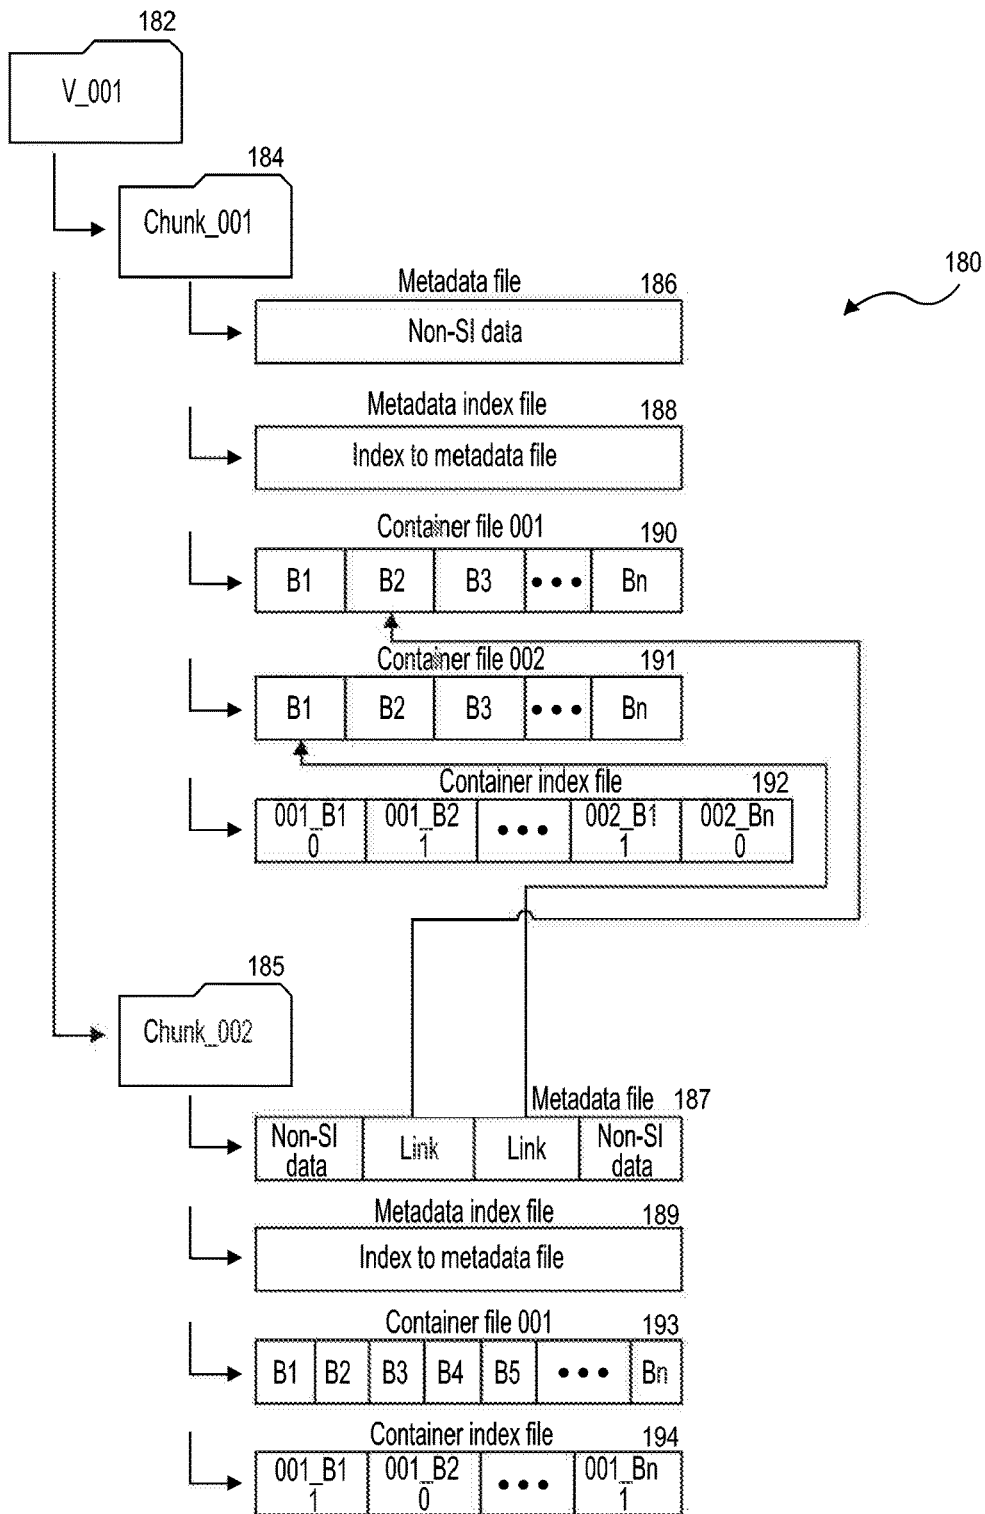 182
V_001
184
Chunk_001
180
Metadata file 186
Non-SI data
Metadata index file 188
Index to metadata file
Container file 001 190
B1 B2 B3 ••• Bn
Container file 002 191
B1 B2 B3 ••• Bn
Container index file 192
001_B1 001_B2 ••• 002_B1 002_Bn
0 1 1 0
185
Chunk_002
Metadata file 187
Non-SI Link Link Non-SI
data data
Metadata index file 189
Index to metadata file
Container file 001 193
B1 B2 B3 B4 B5 ••• Bn
Container index file 194
001_B1 001_B2 ••• 001_Bn
1 0 1